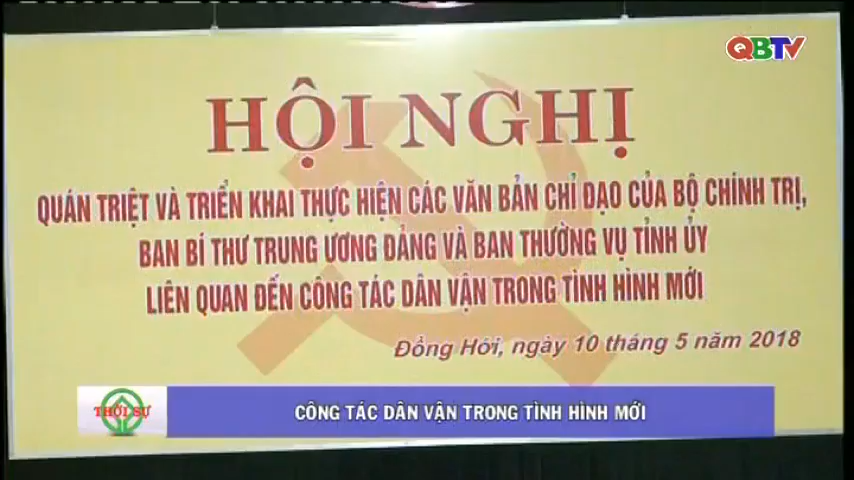 QBTV
HỘI NGHỊ
QUÁN TRIỆT VÀ TRIỂN KHAI THỰC HIỆN CÁC VĂN BẢN CHỈ ĐẠO CỦA BỘ CHÍNH TRỊ,
BAN BÍ THƯ TRUNG ƯƠNG ĐẢNG VÀ BAN THƯỜNG VỤ TỈNH ỦY
LIÊN QUAN ĐẾN CÔNG TÁC DÂN VẬN TRONG TÌNH HÌNH MỚI
Đồng Hới, ngày 10 tháng 5 năm 2018
THỜI SỰ
CÔNG TÁC DÂN VẬN TRONG TÌNH HÌNH MỚI